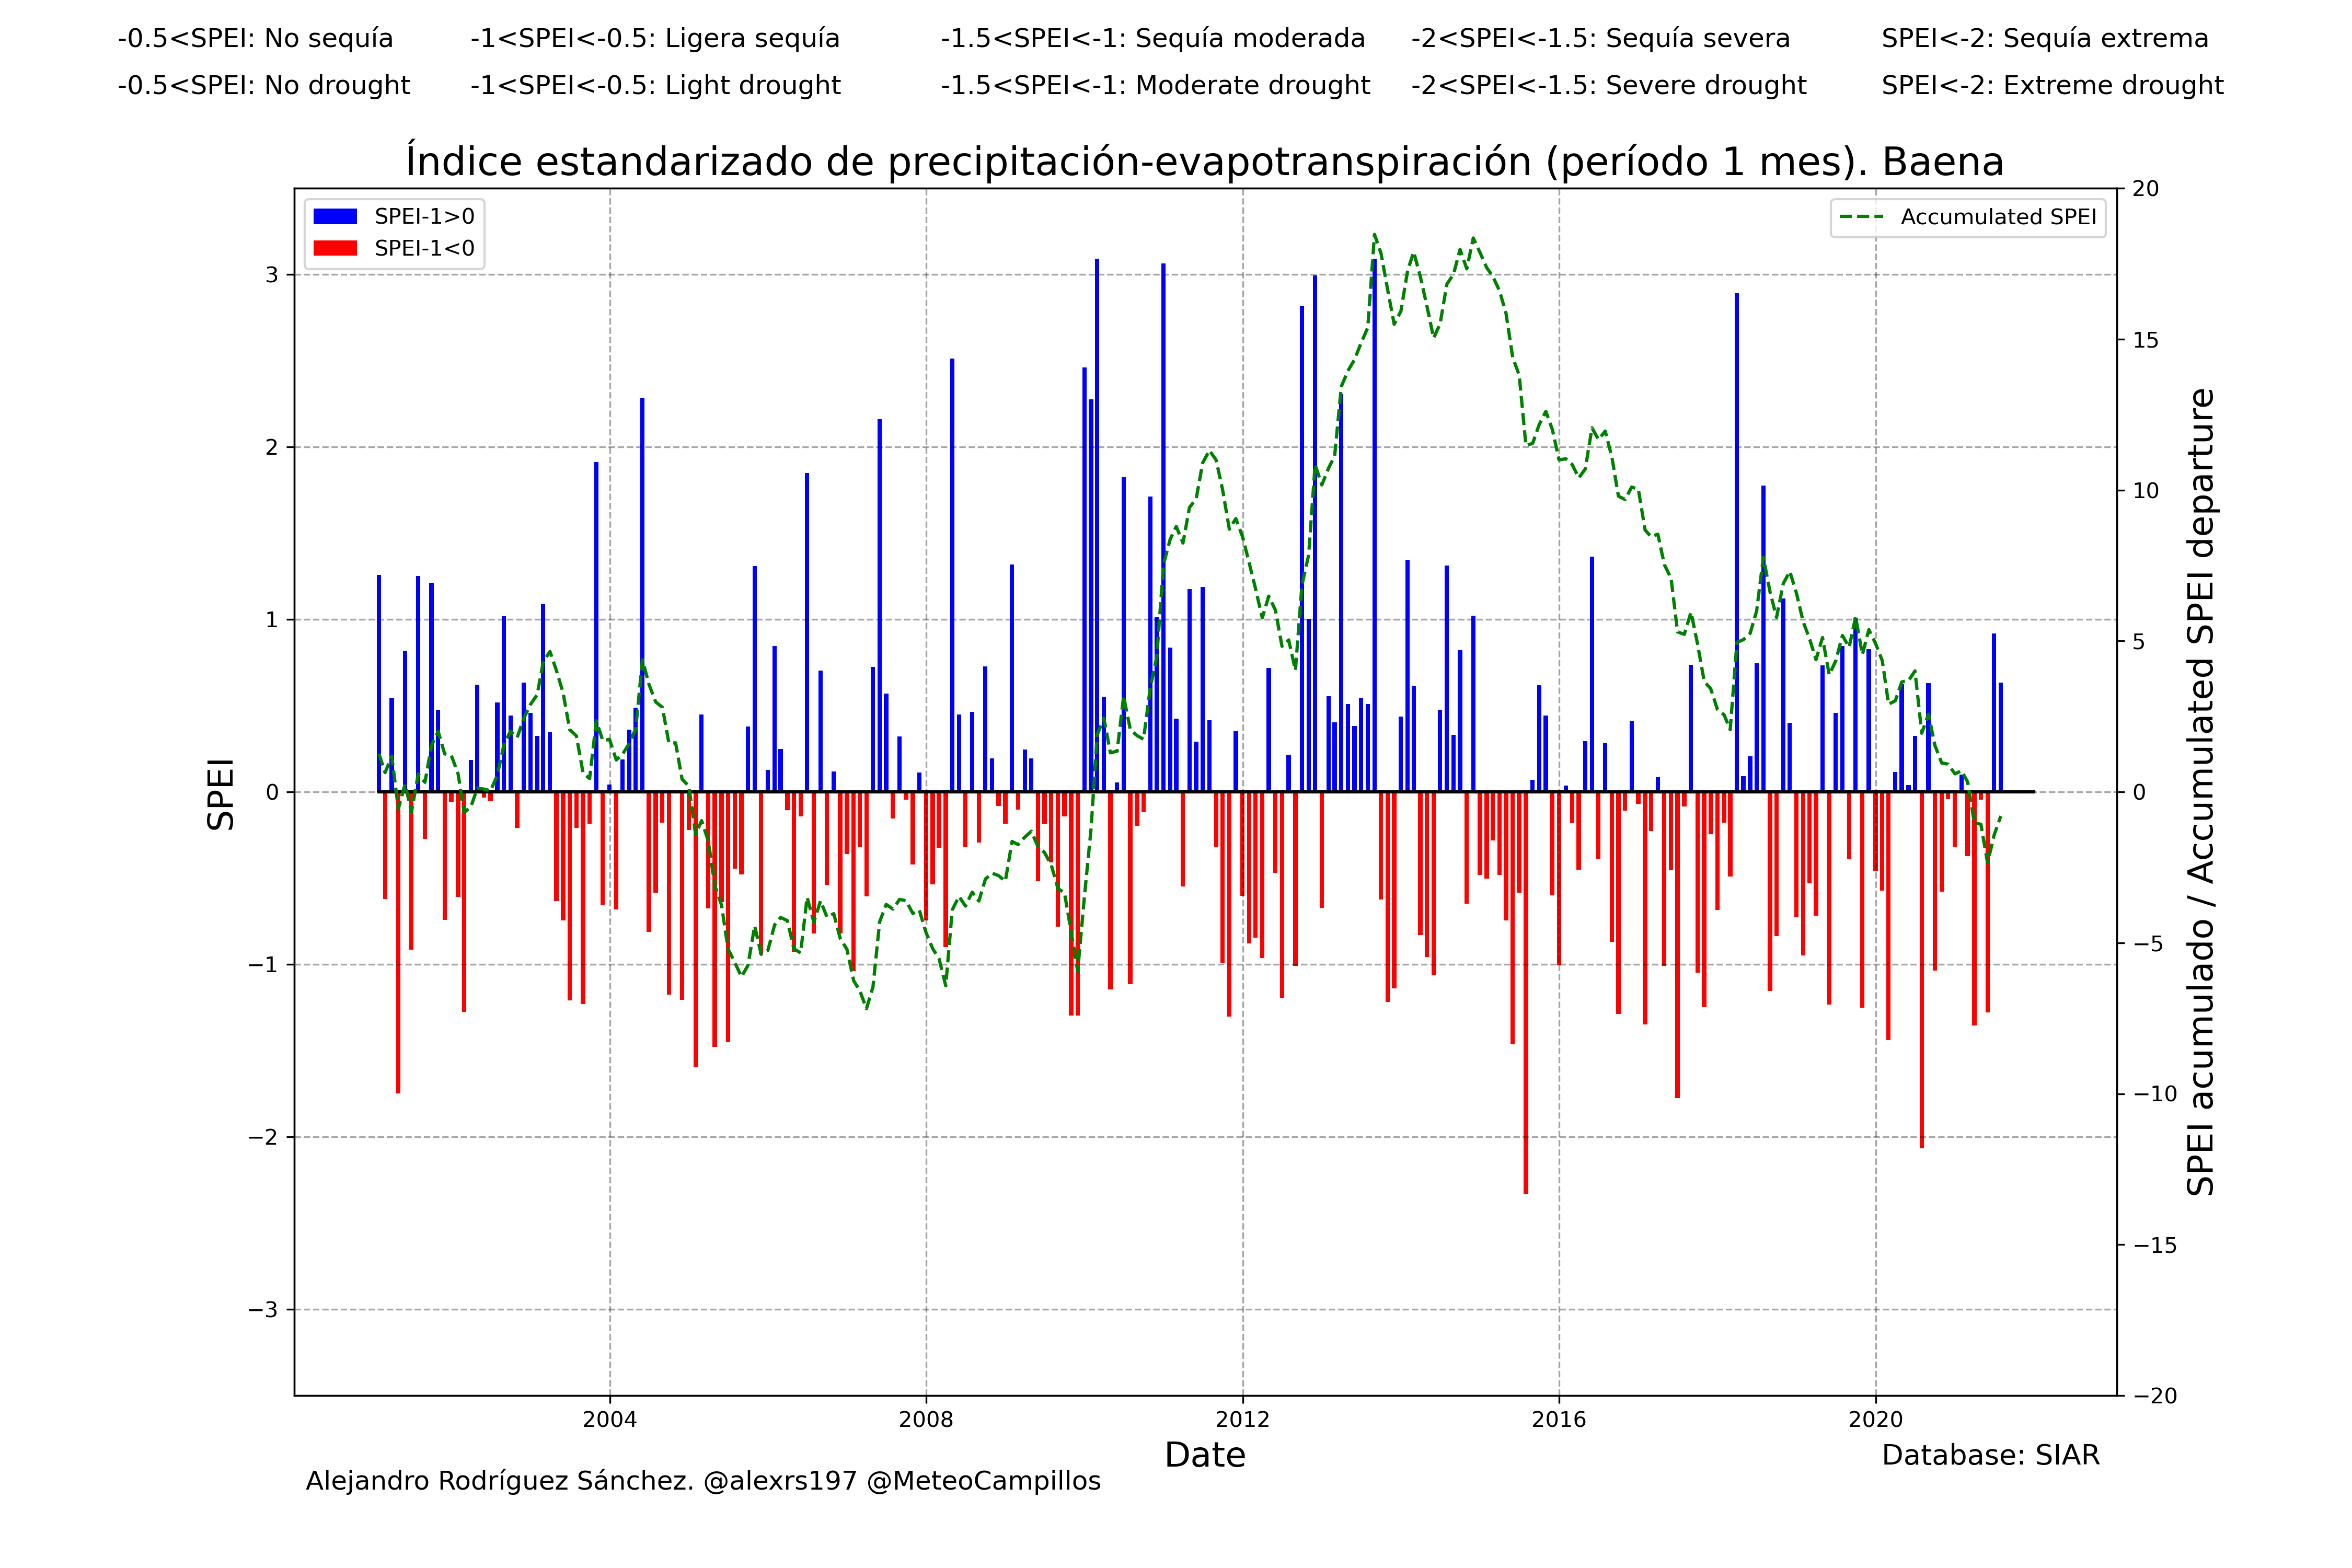 -0.5<SPEI: No sequía -1<SPEI<-0.5: Ligera sequía -1.5<SPEI<-1: Sequía moderada -2<SPEI<-1.5: Sequía severa SPEI<-2: Sequía extrema
-0.5<SPEI: No drought -1<SPEI<-0.5: Light drought -1.5<SPEI<-1: Moderate drought -2<SPEI<-1.5: Severe drought SPEI<-2: Extreme drought
Índice estandarizado de precipitación-evapotranspiración (período 1 mes). Baena
SPEI-1>0
SPEI-1<0
Accumulated SPEI
SPEI
3
2
1
0
−1
−2
−3
20
15
10
5
0
−5
−10
−15
−20
SPEI acumulado / Accumulated SPEI departure
2004 2008 2012 2016 2020
Date
Database: SIAR
Alejandro Rodríguez Sánchez. @alexrs197 @MeteoCampillos